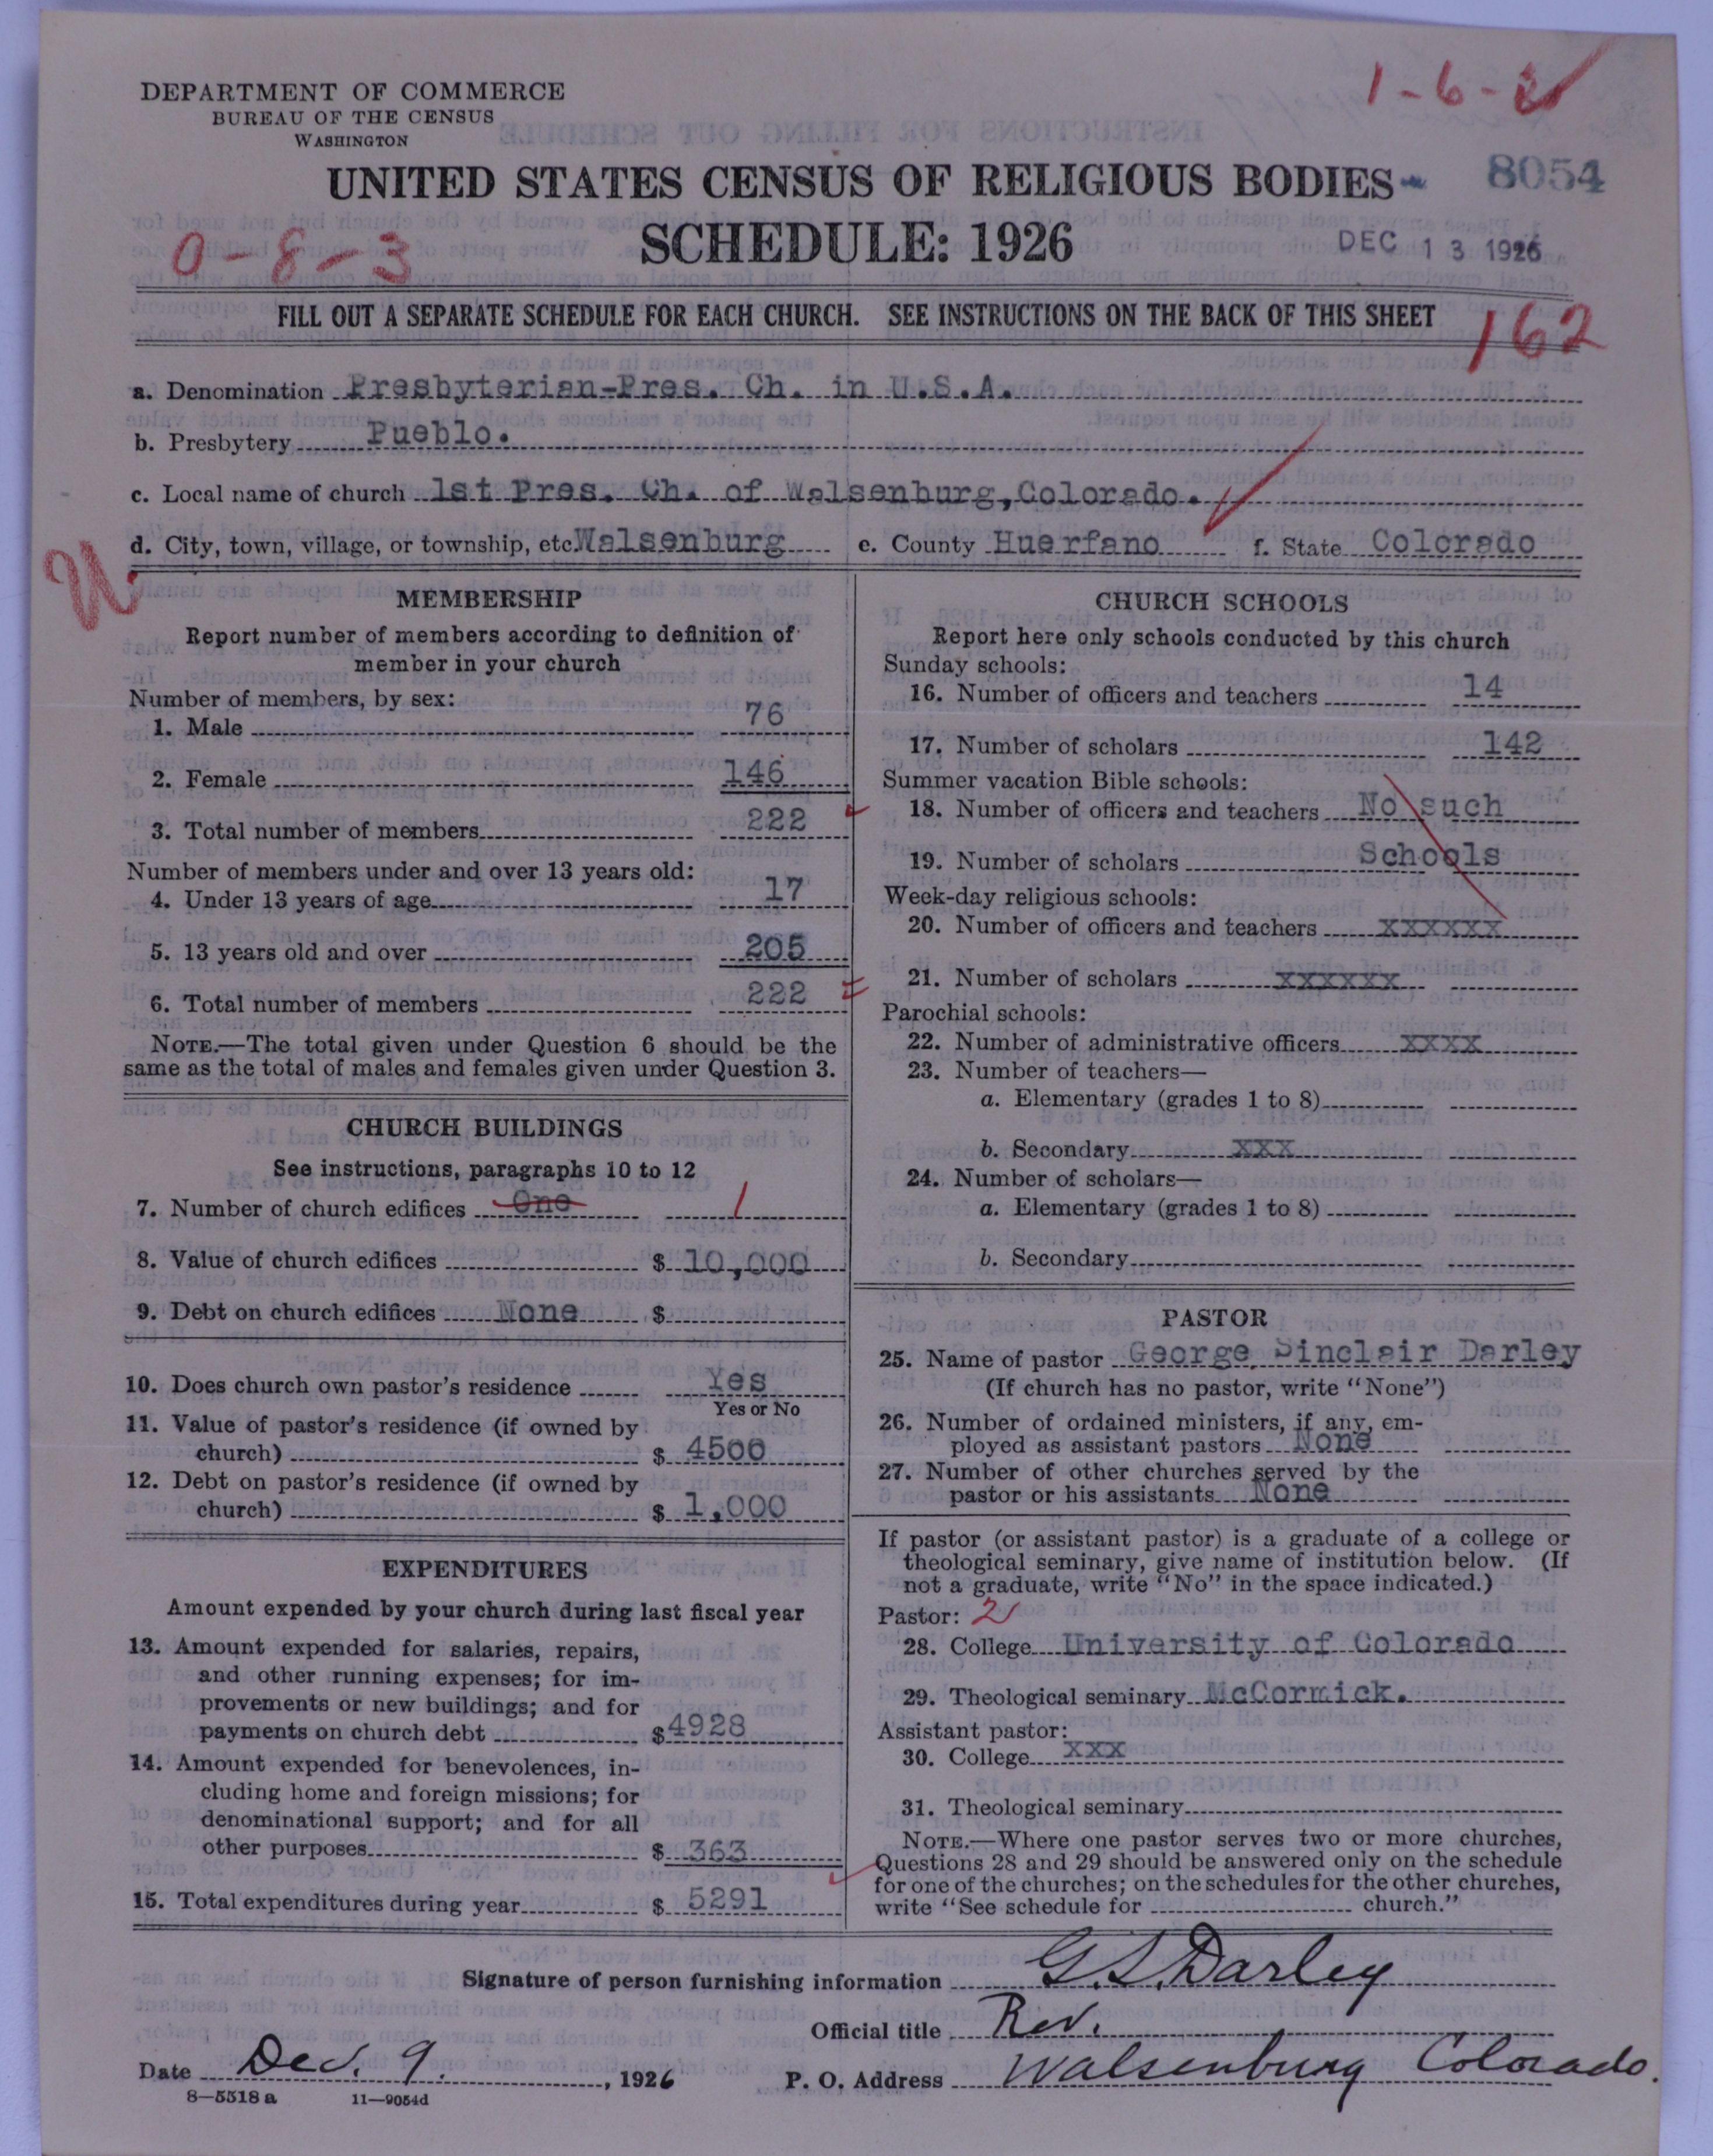 1-6-
DEPARTMENT OF COMMERCE
BUREAU OF THE CENSUS
WASHINGTON
UNITED STATES CENSUS OF RELIGIOUS BODIES
8054
SCHEDULE: 1926
DEC 13 1926
0-8-3
FILL OUT A SEPARATE SCHEDULE FOR EACH CHURCH. SEE INSTRUCTIONS ON THE BACK OF THIS SHEET
162
a. Denomination Presbyterian-Pres. Ch. in U.S.A.
b. Presbytery Pueblo.
c. Local name of church 1st Pres. Ch. of Walsenburg, Colorado.
d. City, town, village, or township, etc. Walsenburg e. County Huerfano f. State Colorado
MEMBERSHIP
Report number of members according to definition of
member in your church
Number of members, by sex:
1. Male 76
2. Female 146
3. Total number of members 222
Number of members under and over 13 years old:
4. Under 13 years of age 17
5. 13 years old and over 205
6. Total number of members 222
NOTE.—The total given under Question 6 should be the
same as the total of males and females given under Question 3.
CHURCH BUILDINGS
See instructions, paragraphs 10 to 12
7. Number of church edifices One 1
8. Value of church edifices $ 10,000
9. Debt on church edifices None $
10. Does church own pastor's residence Yes
Yes or No
11. Value of pastor's residence (if owned by
church) $ 4500
12. Debt on pastor's residence (if owned by
church) $ 1,000
EXPENDITURES
Amount expended by your church during last fiscal year
13. Amount expended for salaries, repairs,
and other running expenses; for im-
provements or new buildings; and for
payments on church debt $ 4928
14. Amount expended for benevolences, in-
cluding home and foreign missions; for
denominational support; and for all
other purposes $ 363
15. Total expenditures during year $ 5291
CHURCH SCHOOLS
Report here only schools conducted by this church
Sunday schools:
16. Number of officers and teachers 14
17. Number of scholars 142
Summer vacation Bible schools:
18. Number of officers and teachers No such
19. Number of scholars Schools
Week-day religious schools:
20. Number of officers and teachers xxxxxx
21. Number of scholars xxxxxx
Parochial schools:
22. Number of administrative officers xxxx
23. Number of teachers—
a. Elementary (grades 1 to 8)
b. Secondary xxx
24. Number of scholars—
a. Elementary (grades 1 to 8)
b. Secondary
PASTOR
25. Name of pastor George Sinclair Darley
(If church has no pastor, write "None")
26. Number of ordained ministers, if any, em-
ployed as assistant pastors None
27. Number of other churches served by the
pastor or his assistants None
If pastor (or assistant pastor) is a graduate of a college or
theological seminary, give name of institution below. (If
not a graduate, write "No" in the space indicated.)
Pastor: 2
28. College University of Colorado
29. Theological seminary McCormick.
Assistant pastor:
30. College xxx
31. Theological seminary
NOTE.—Where one pastor serves two or more churches,
Questions 28 and 29 should be answered only on the schedule
for one of the churches; on the schedules for the other churches,
write "See schedule for church."
Signature of person furnishing information G.S. Darley
Official title Rev.
Date Dec. 9. , 1926
P. O. Address Walsenburg Colorado.
8-5518 a 11-9054d